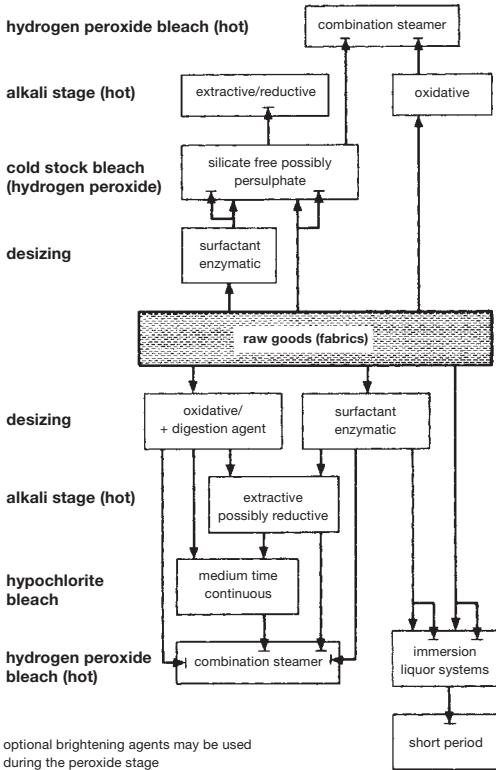 hydrogen peroxide bleach (hot)
combination steamer
alkali stage (hot)
extractive/reductive
oxidative
cold stock bleach
(hydrogen peroxide)
silicate free possibly
persulphate
desizing
surfactant
enzymatic
raw goods (fabrics)
desizing
oxidative/
+ digestion agent
surfactant
enzymatic
alkali stage (hot)
extractive
possibly reductive
hypochlorite
bleach
medium time
continuous
hydrogen peroxide
bleach (hot)
combination steamer
immersion
liquor systems
short period
optional brightening agents may be used
during the peroxide stage